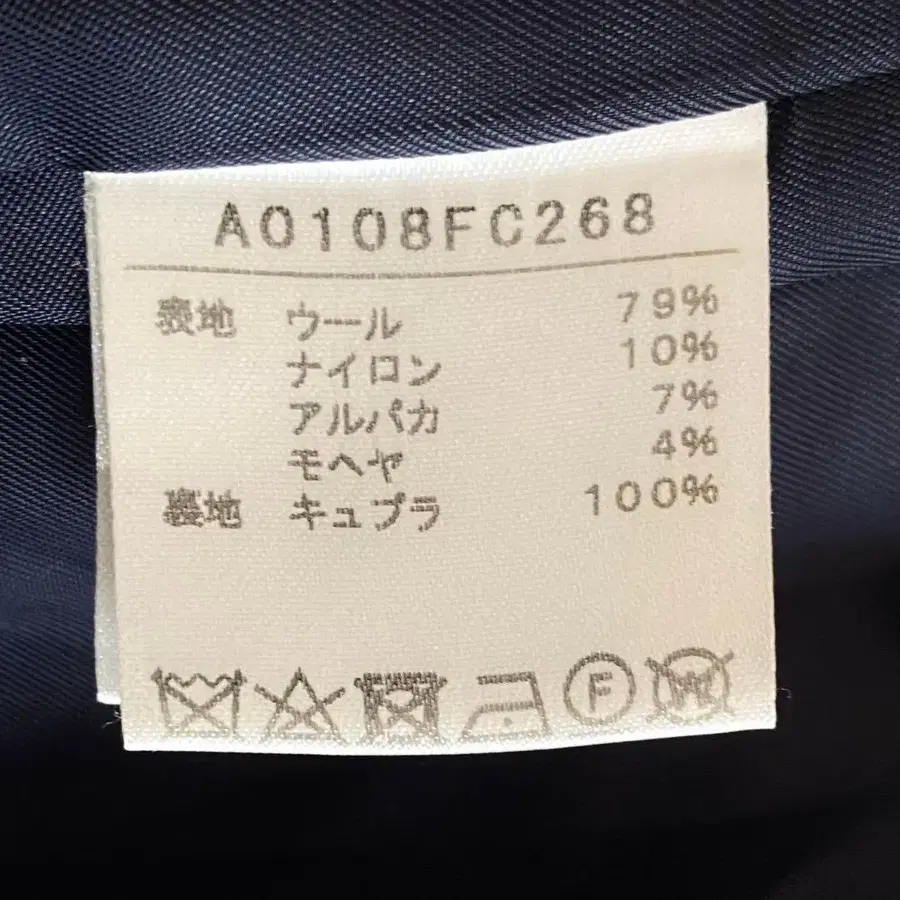 A0108FC268
表地 ウール 79%
ナイロン 10%
アルパカ 7%
モヘヤ 4%
裏地 キュプラ 100%
F
W